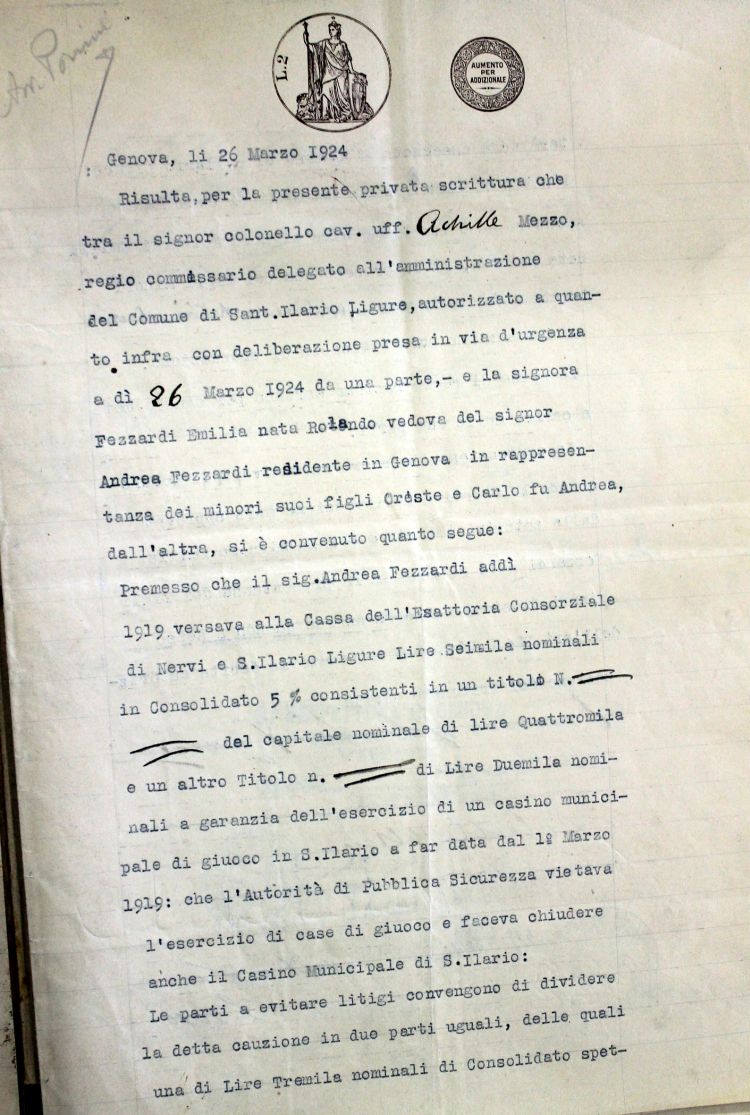 L.2
AUMENTO
PER
ADDIZIONALE
Genova, li 26 Marzo 1924
Risulta,per la presente privata scrittura che
tra il signor colonello cav. uff. Achille Mezzo,
regio commissario delegato all'amministrazione
del Comune di Sant.Ilario Ligure,autorizzato a quan-
to infra con deliberazione presa in via d'urgenza
a dì 26 Marzo 1924 da una parte,- e la signora
Fezzardi Emilia nata Rolando vedova del signor
Andrea Fezzardi residente in Genova in rappresen-
tanza dei minori suoi figli Oreste e Carlo fu Andrea,
dall'altra, si è convenuto quanto segue:
Premesso che il sig.Andrea Fezzardi addì
1919 versava alla Cassa dell'Esattoria Consorziale
di Nervi e S.Ilario Ligure Lire Seimila nominali
in Consolidato 5 % consistenti in un titolo N.
del capitale nominale di lire Quattromila
e un altro Titolo n. di Lire Duemila nomi-
nali a garanzia dell'esercizio di un casino munici-
pale di giuoco in S.Ilario a far data dal 1º Marzo
1919: che l'Autorità di Pubblica Sicurezza vietava
l'esercizio di case di giuoco e faceva chiudere
anche il Casino Municipale di S.Ilario:
Le parti a evitare litigi convengono di dividere
la detta cauzione in due parti uguali, delle quali
una di Lire Tremila nominali di Consolidato spet-